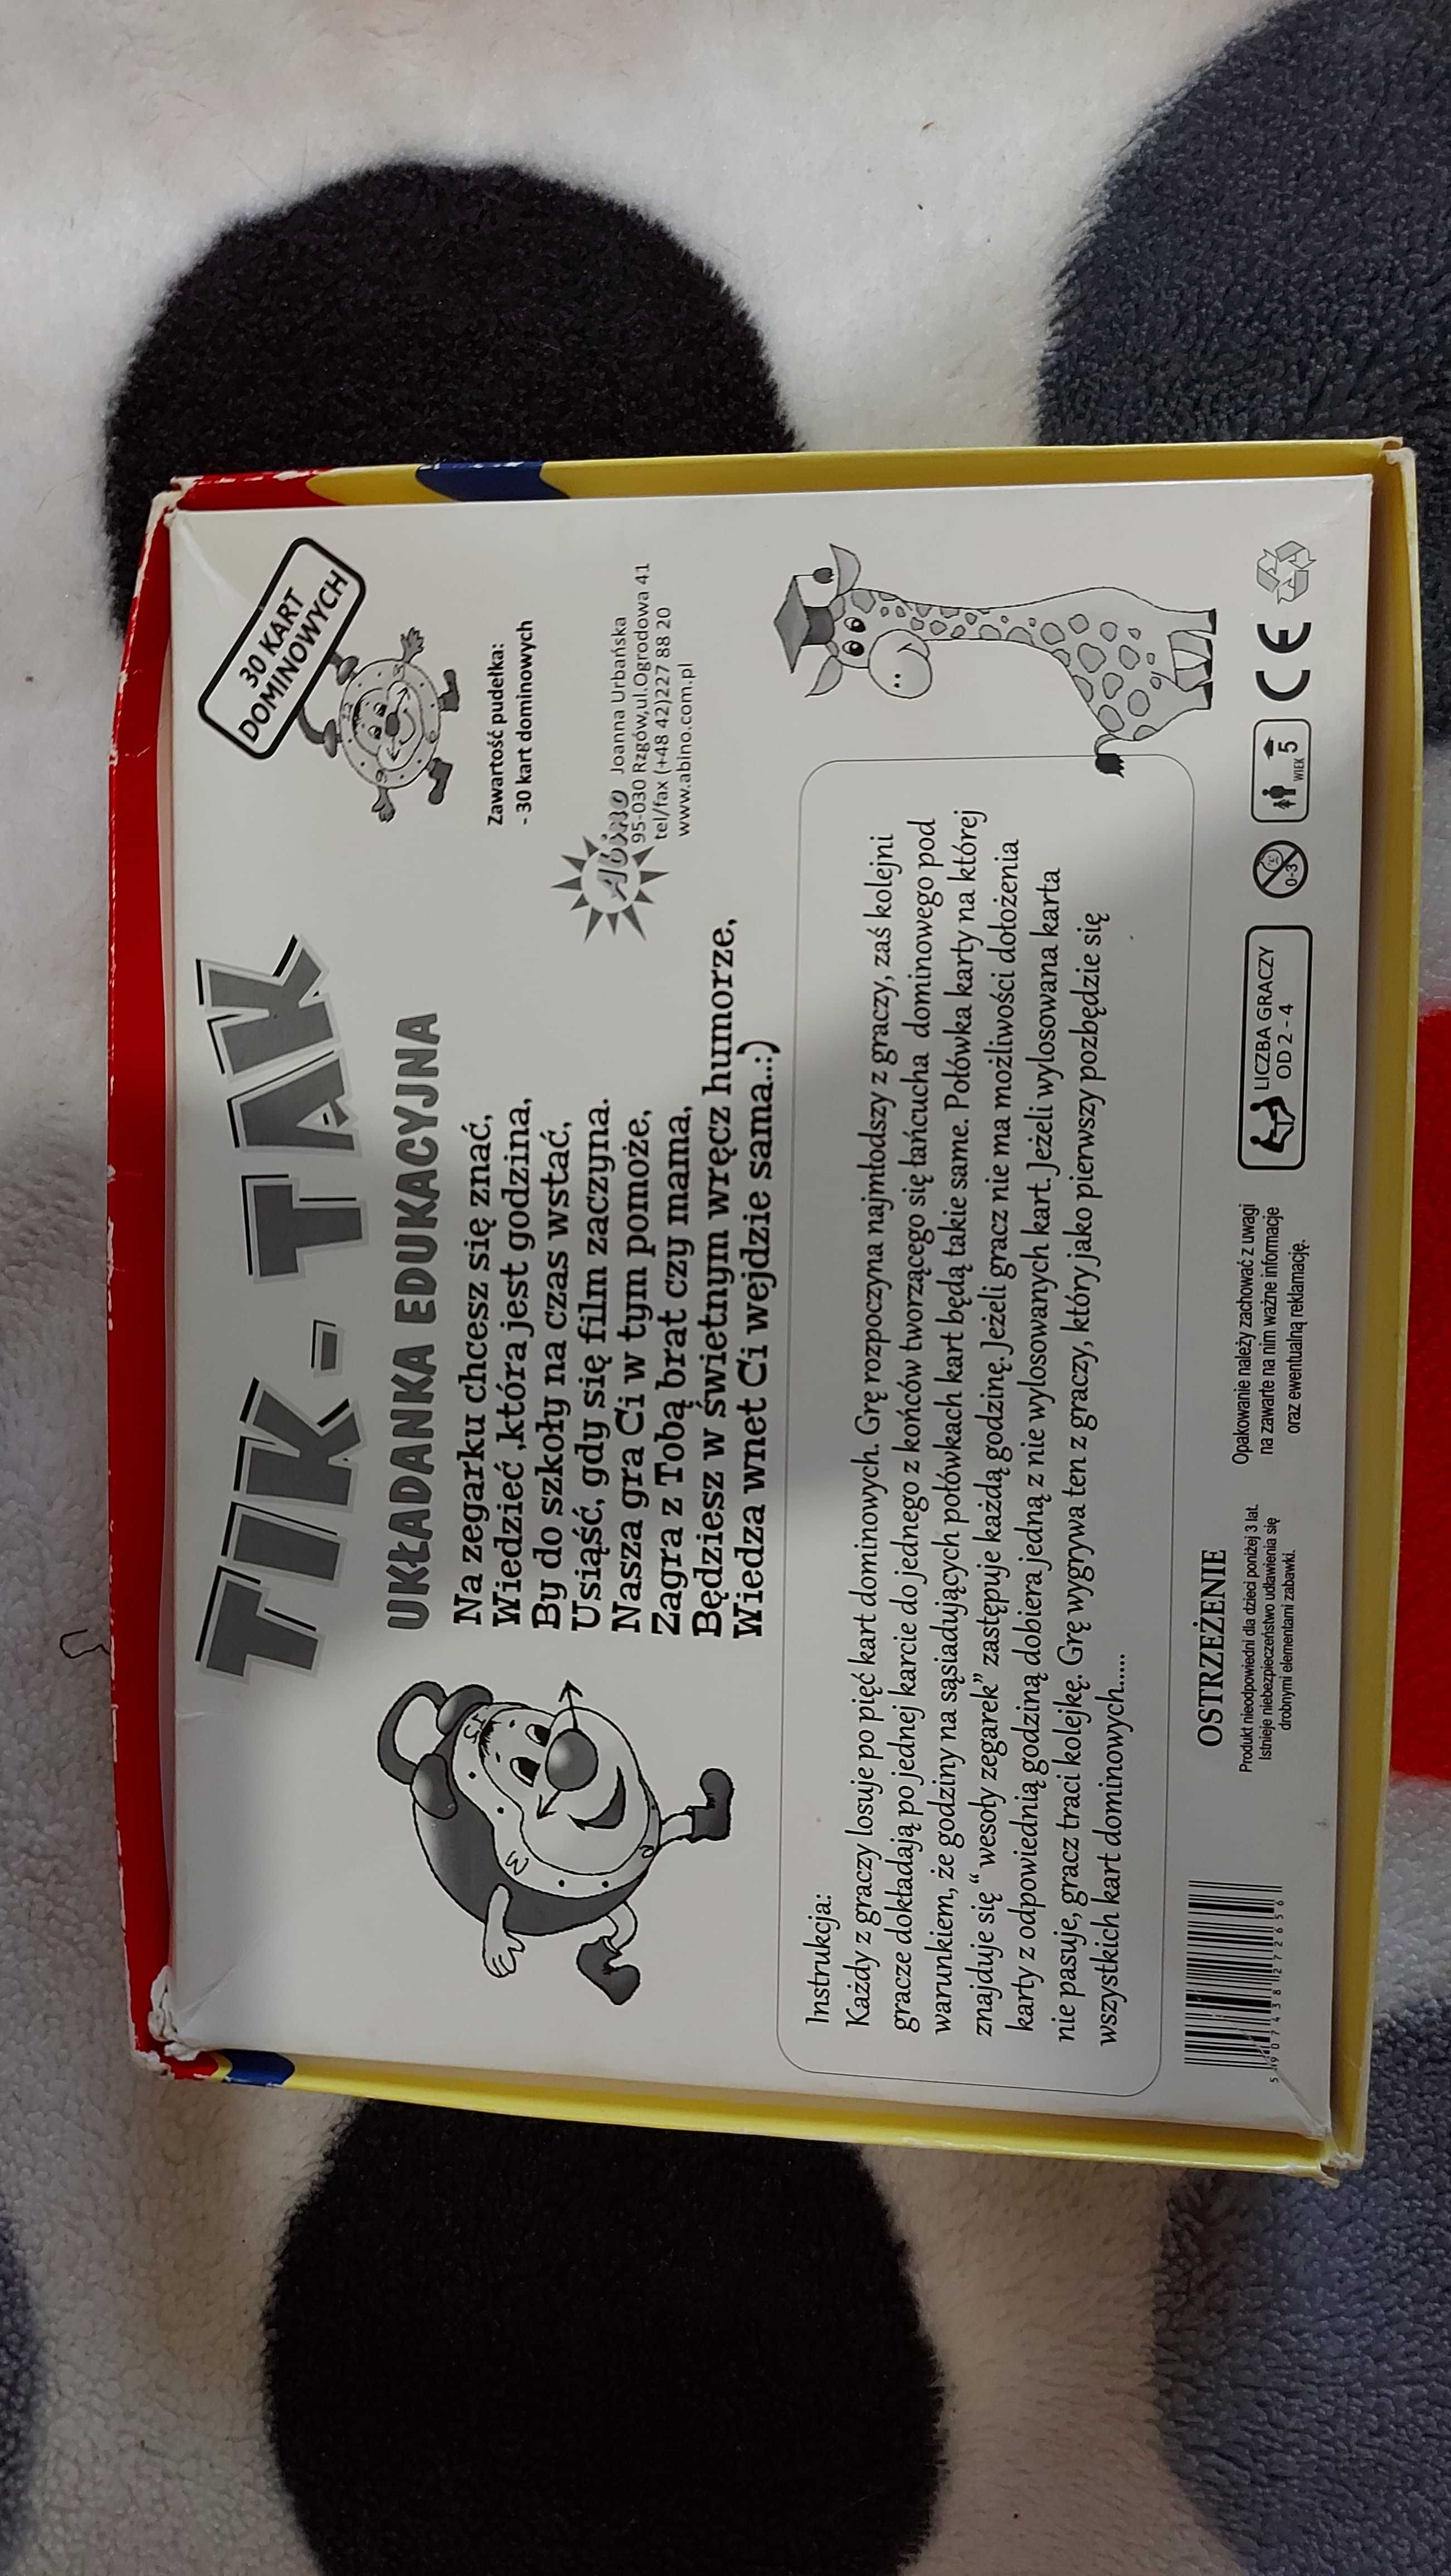 TIK - TAK
UKŁADANKA EDUKACYJNA
30 KART
DOMINOWYCH
Na zegarku chcesz się znać,
Wiedzieć ,która jest godzina,
By do szkoły na czas wstać,
Usiąść, gdy się film zaczyna.
Nasza gra Ci w tym pomoże,
Zagra z Tobą brat czy mama,
Będziesz w świetnym wręcz humorze,
Wiedza wnet Ci wejdzie sama..:)
Zawartość pudełka:
- 30 kart dominowych
Abino Joanna Urbańska
95-030 Rzgów,ul.Ogrodowa 41
tel/fax (+48 42)227 88 20
www.abino.com.pl
Instrukcja:
Każdy z graczy losuje po pięć kart dominowych. Grę rozpoczyna najmłodszy z graczy, zaś kolejni
gracze dokładają po jednej karcie do jednego z końców tworzącego się łańcucha dominowego pod
warunkiem, że godziny na sąsiadujących połówkach kart będą takie same. Połówka karty na której
znajduje się “ wesoły zegarek” zastępuje każdą godzinę. Jeżeli gracz nie ma możliwości dołożenia
karty z odpowiednią godziną dobiera jedną z nie wylosowanych kart. Jeżeli wylosowana karta
nie pasuje, gracz traci kolejkę. Grę wygrywa ten z graczy, który jako pierwszy pozbędzie się
wszystkich kart dominowych.....
5 907438 272656
OSTRZEŻENIE
Produkt nieodpowiedni dla dzieci poniżej 3 lat.
Istnieje niebezpieczeństwo udławienia się
drobnymi elementami zabawki.
Opakowanie należy zachować z uwagi
na zawarte na nim ważne informacje
oraz ewentualną reklamację.
LICZBA GRACZY
OD 2 - 4
0-3
WIEK 5
CE